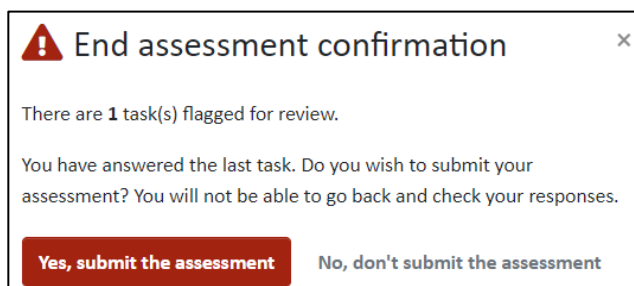 End assessment confirmation ×
There are 1 task(s) flagged for review.
You have answered the last task. Do you wish to submit your
assessment? You will not be able to go back and check your responses.
Yes, submit the assessment No, don't submit the assessment